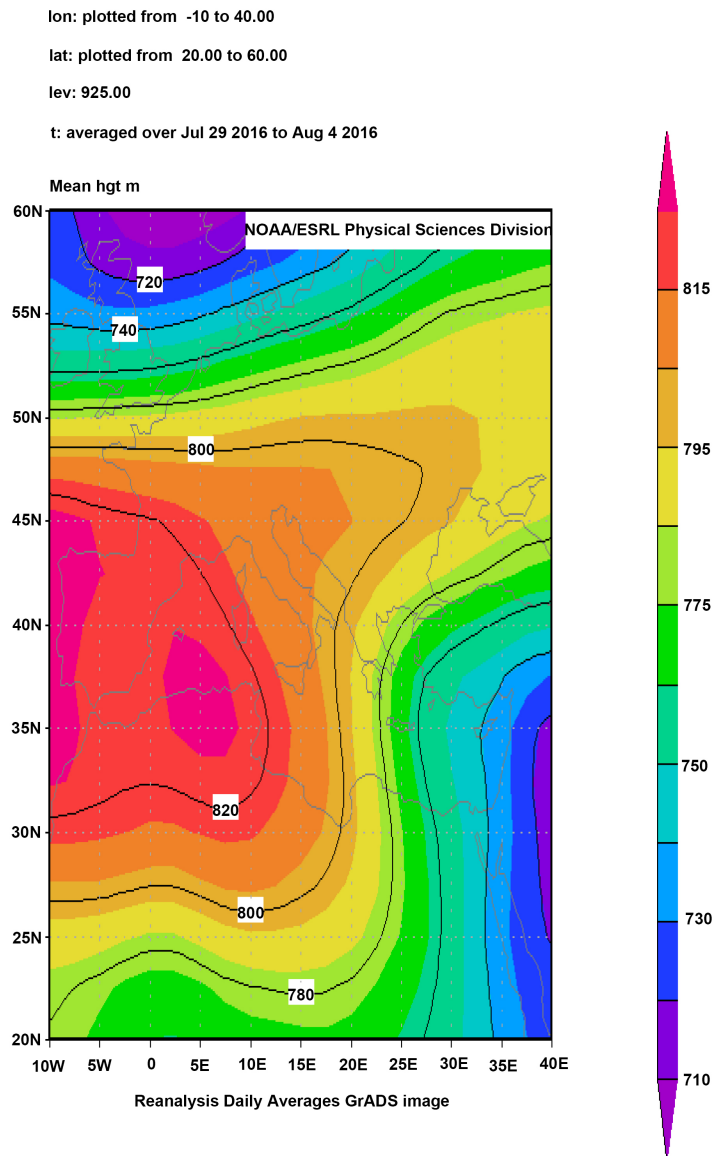 lon: plotted from -10 to 40.00
lat: plotted from 20.00 to 60.00
lev: 925.00
t: averaged over Jul 29 2016 to Aug 4 2016
Mean hgt m
60N
NOAA/ESRL Physical Sciences Division
720
815
55N
740
50N
800
795
45N
775
40N
35N
750
820
30N
800
730
25N
780
20N
710
10W 5W 0 5E 10E 15E 20E 25E 30E 35E 40E
Reanalysis Daily Averages GrADS image